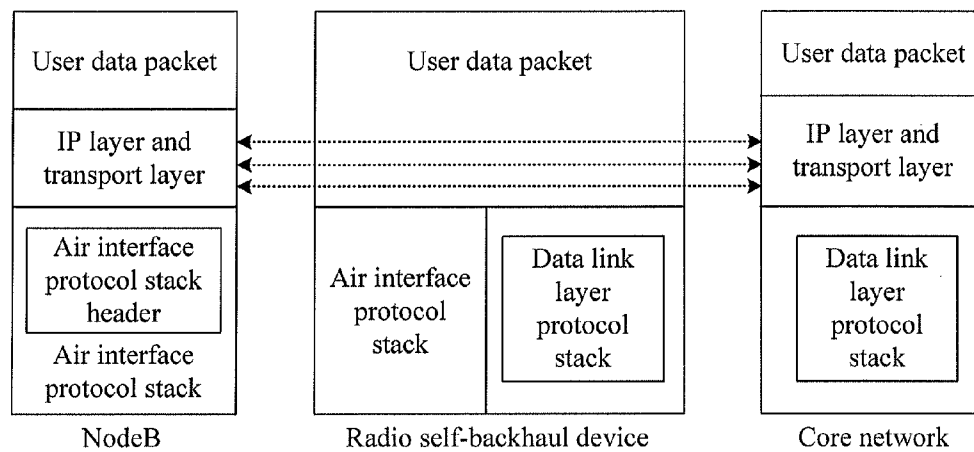 User data packet
IP layer and
transport layer
Air interface
protocol stack
header
Air interface
protocol stack
NodeB
User data packet
Air interface
protocol
stack
Data link
layer
protocol
stack
Radio self-backhaul device
User data packet
IP layer and
transport layer
Data link
layer
protocol
stack
Core network